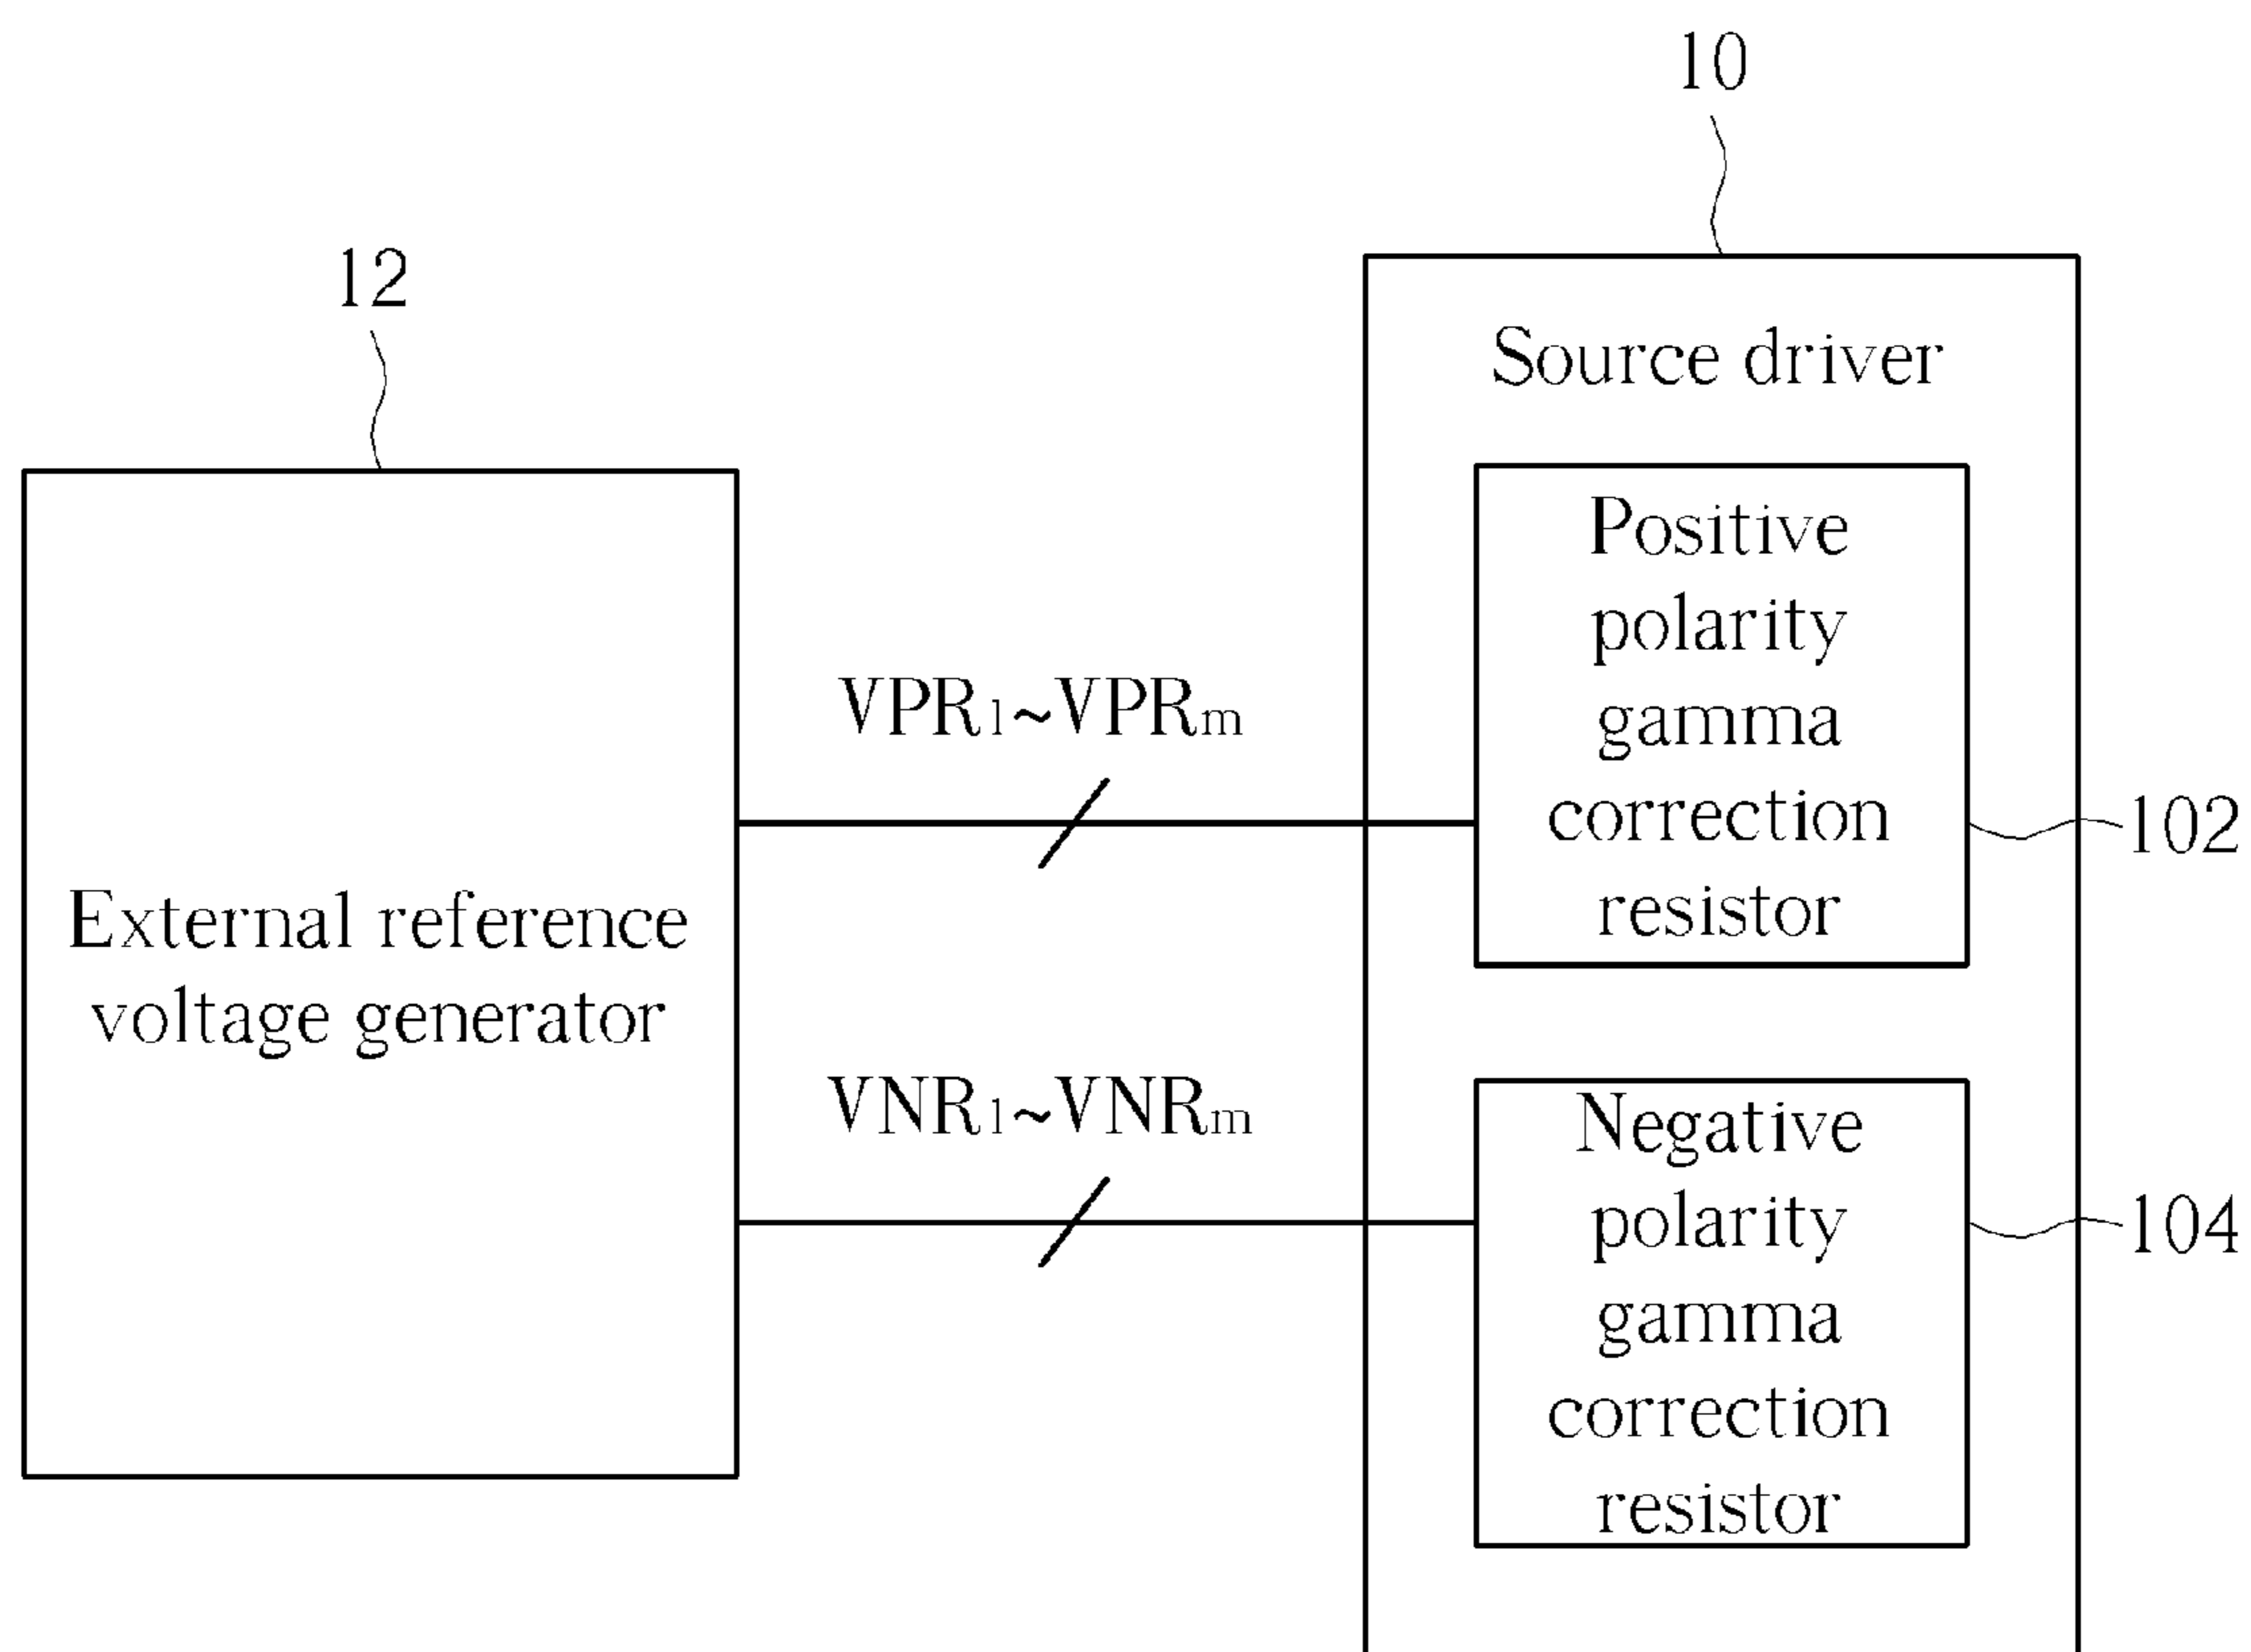 10
12
Source driver
Positive
polarity
gamma
correction
resistor
102
VPR1~VPRm
External reference
voltage generator
VNR1~VNRm
Negative
polarity
gamma
correction
resistor
104